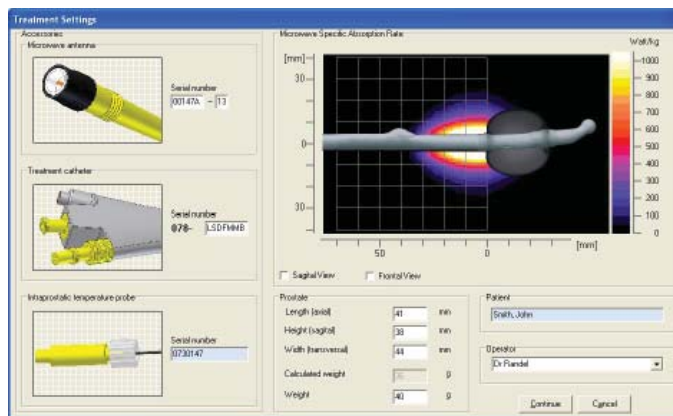 Treatment Settings
Accessories
Microwave antenna
Serial number
00147A - 13
Treatment catheter
Serial number
078- LSDFMMB
Intraprostatic temperature probe
Serial number
0730147
Microwave Specific Absorption Rate
[mm]
30
0
30
50
0
[mm]
Watt/kg
1000
900
800
700
600
500
400
300
200
100
0
Sagital View
Frontal View
Prostate
Length (axial) 41 mm
Height (sagital) 38 mm
Width (transversal) 44 mm
Calculated weight 36 g
Weight 40 g
Patient
Smith, John
Operator
Dr Randel
Continue
Cancel